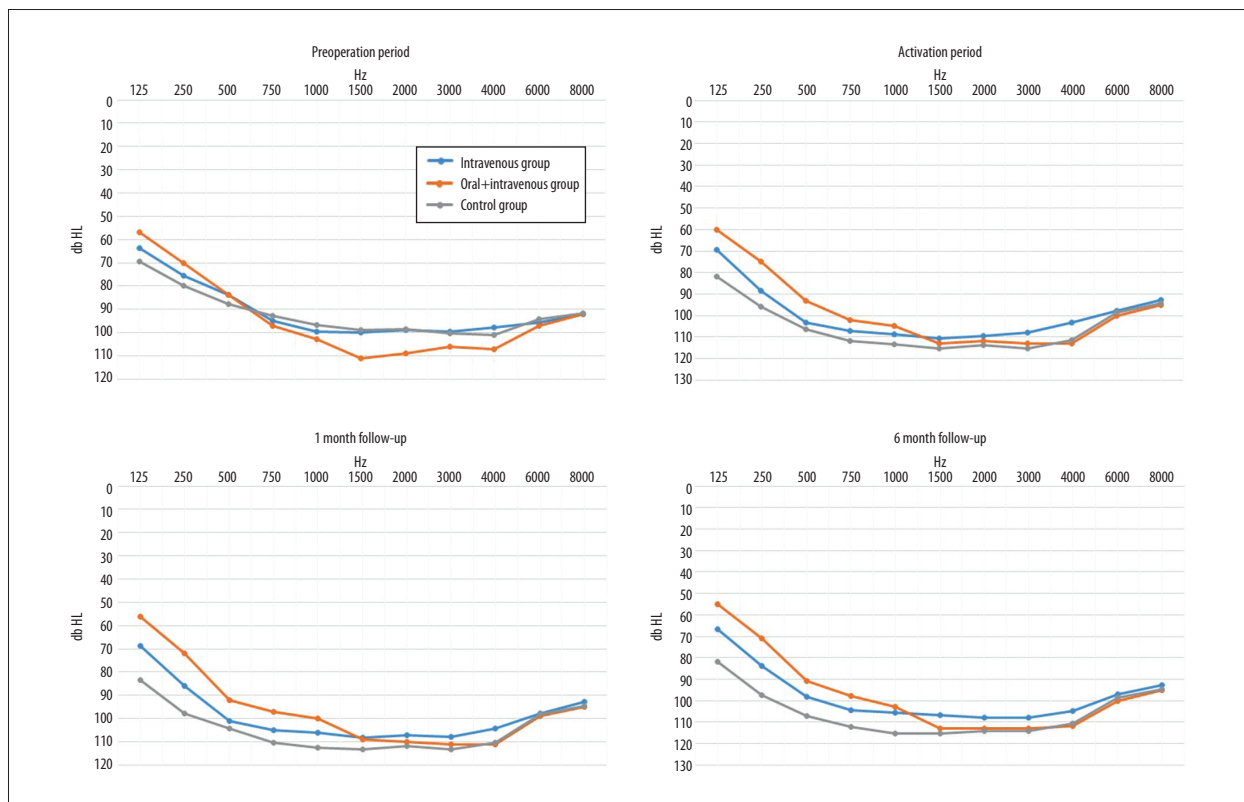 Preoperation period
Hz
125 250 500 750 1000 1500 2000 3000 4000 6000 8000
0
10
20
30
40
50
60
70
80
90
100
110
120
db HL
Intravenous group
Oral+intravenous group
Control group
Activation period
Hz
125 250 500 750 1000 1500 2000 3000 4000 6000 8000
0
10
20
30
40
50
60
70
80
90
100
110
120
130
db HL
1 month follow-up
Hz
125 250 500 750 1000 1500 2000 3000 4000 6000 8000
0
10
20
30
40
50
60
70
80
90
100
110
120
db HL
6 month follow-up
Hz
125 250 500 750 1000 1500 2000 3000 4000 6000 8000
0
10
20
30
40
50
60
70
80
90
100
110
120
130
db HL